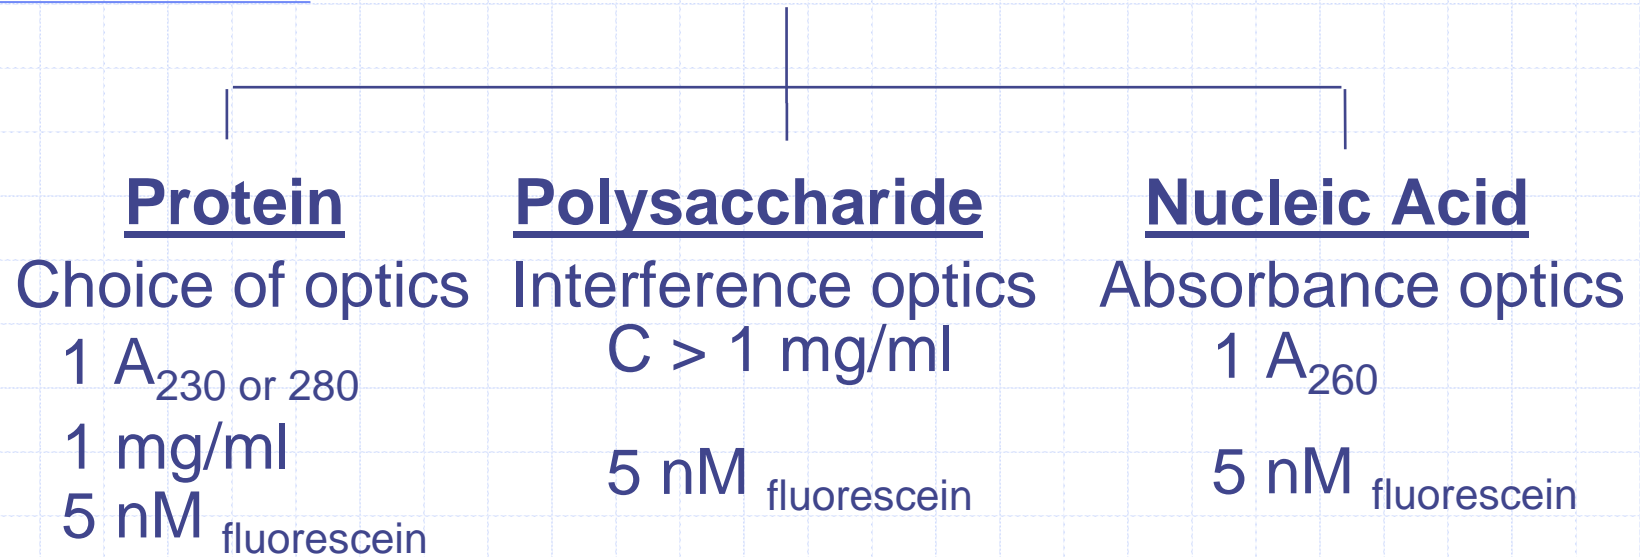 Protein
Choice of optics
1 A230 or 280
1 mg/ml
5 nM fluorescein
Polysaccharide
Interference optics
C > 1 mg/ml
5 nM fluorescein
Nucleic Acid
Absorbance optics
1 A260
5 nM fluorescein